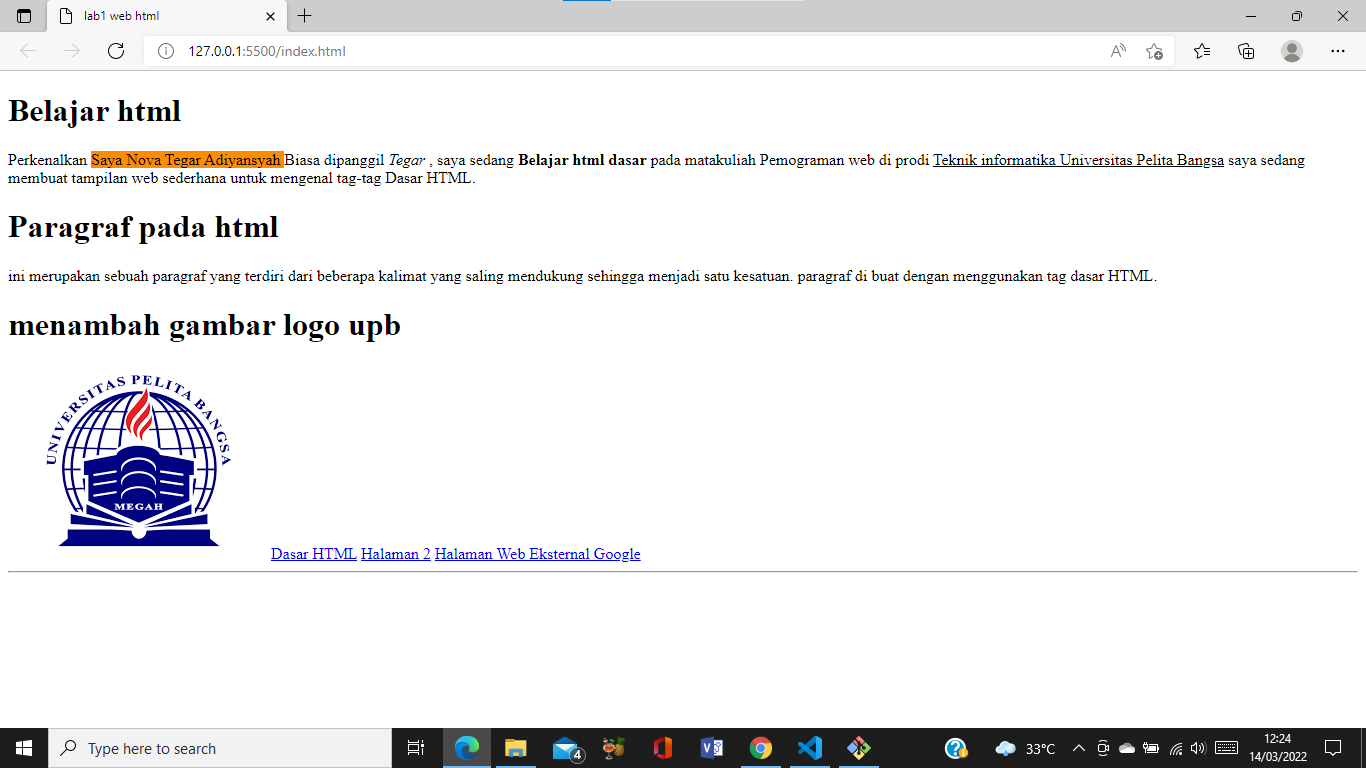 lab1 web html
127.0.0.1:5500/index.html
Belajar html
Perkenalkan Saya Nova Tegar Adiyansyah Biasa dipanggil Tegar , saya sedang Belajar html dasar pada matakuliah Pemograman web di prodi Teknik informatika Universitas Pelita Bangsa saya sedang
membuat tampilan web sederhana untuk mengenal tag-tag Dasar HTML.
Paragraf pada html
ini merupakan sebuah paragraf yang terdiri dari beberapa kalimat yang saling mendukung sehingga menjadi satu kesatuan. paragraf di buat dengan menggunakan tag dasar HTML.
menambah gambar logo upb
UNIVERSITAS PELITA BANGSA
MEGAH
Dasar HTML Halaman 2 Halaman Web Eksternal Google
Type here to search
4
33°C
12:24
14/03/2022